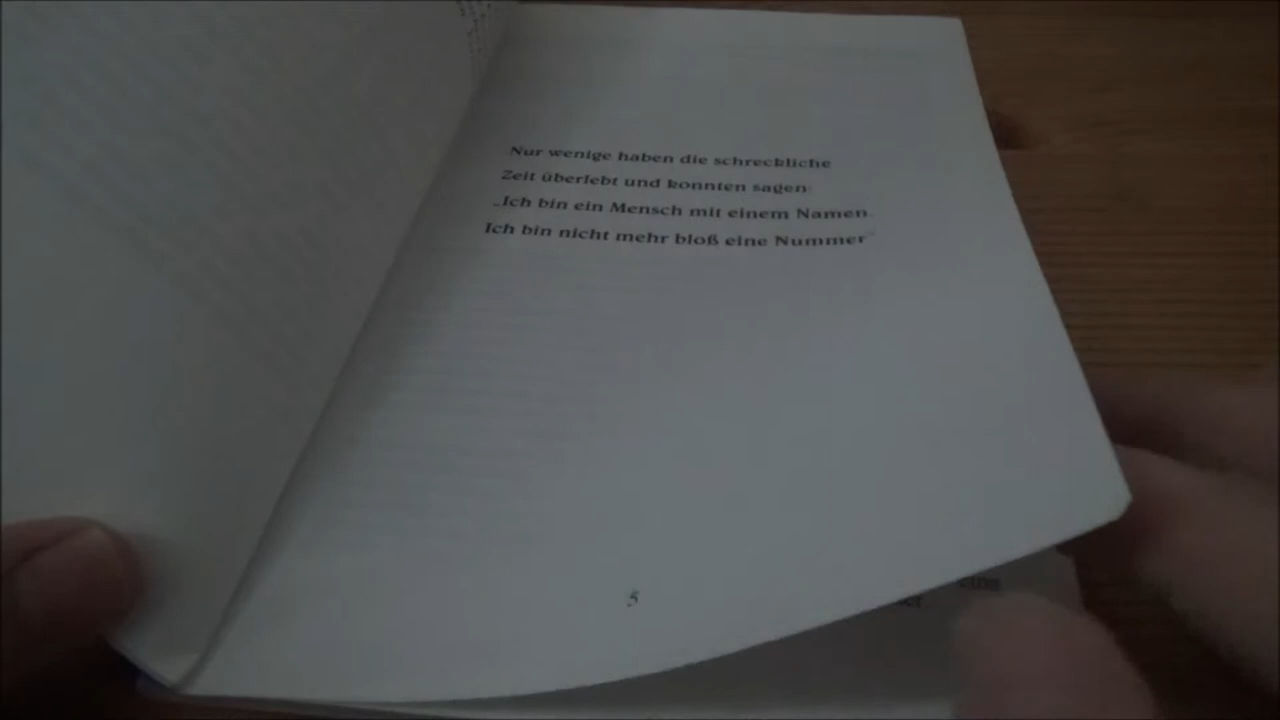 Nur wenige haben die schreckliche
Zeit überlebt und konnten sagen:
„Ich bin ein Mensch mit einem Namen.
Ich bin nicht mehr bloß eine Nummer“
5